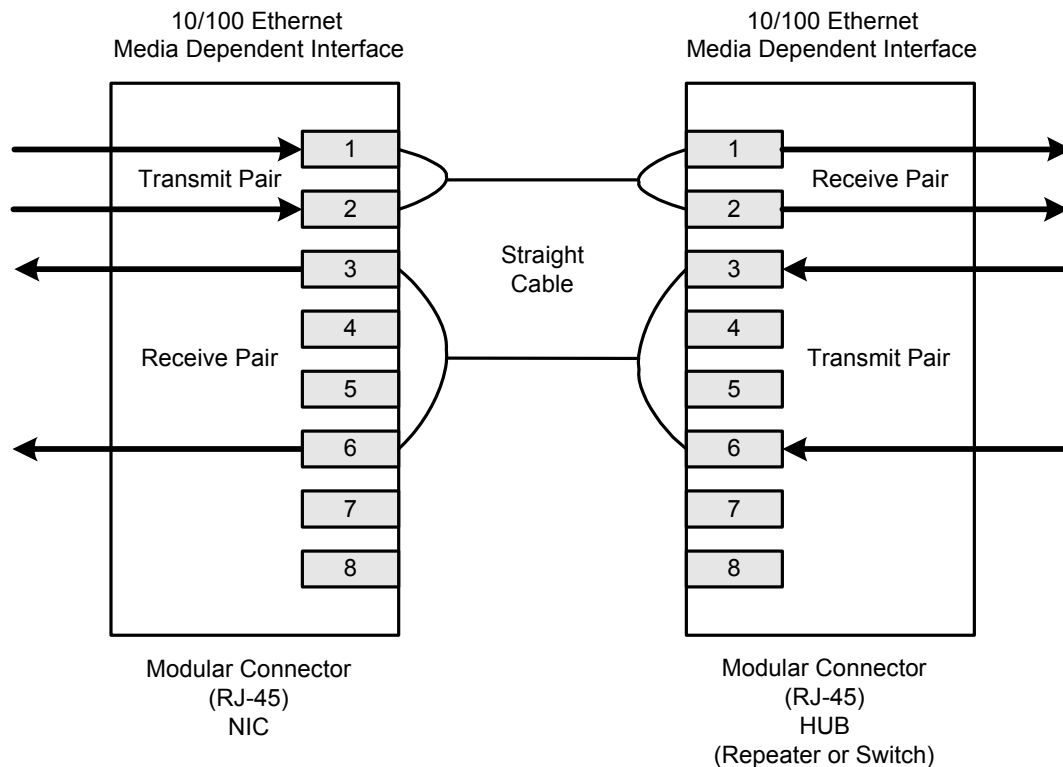 10/100 Ethernet
Media Dependent Interface
10/100 Ethernet
Media Dependent Interface
1
Transmit Pair
2
3
4
Receive Pair
5
6
7
8
Straight
Cable
1
Receive Pair
2
3
4
Transmit Pair
5
6
7
8
Modular Connector
(RJ-45)
NIC
Modular Connector
(RJ-45)
HUB
(Repeater or Switch)